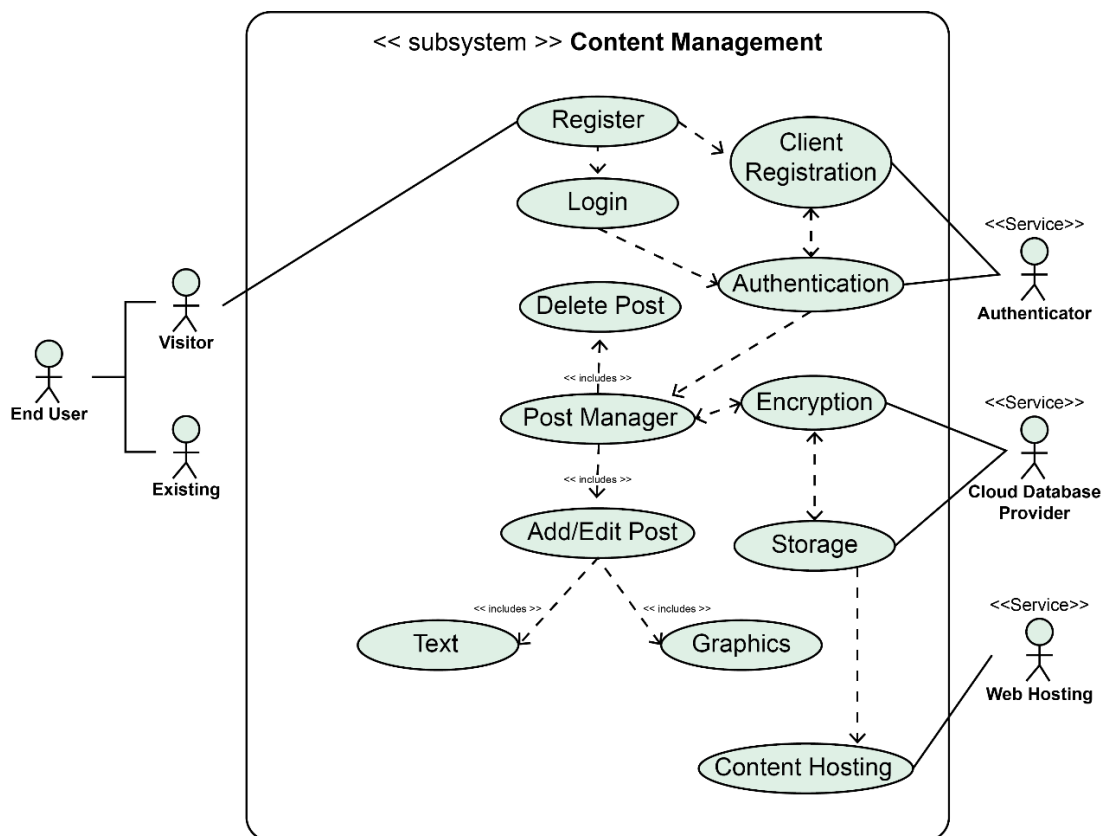 << subsystem >> Content Management
Register
Client
Registration
Login
<<Service>>
Authenticator
Authentication
Delete Post
Visitor
End User
Existing
<< includes >>
Post Manager
Encryption
<<Service>>
Cloud Database
Provider
<< includes >>
Add/Edit Post
Storage
<< includes >>
<< includes >>
Text
Graphics
<<Service>>
Web Hosting
Content Hosting